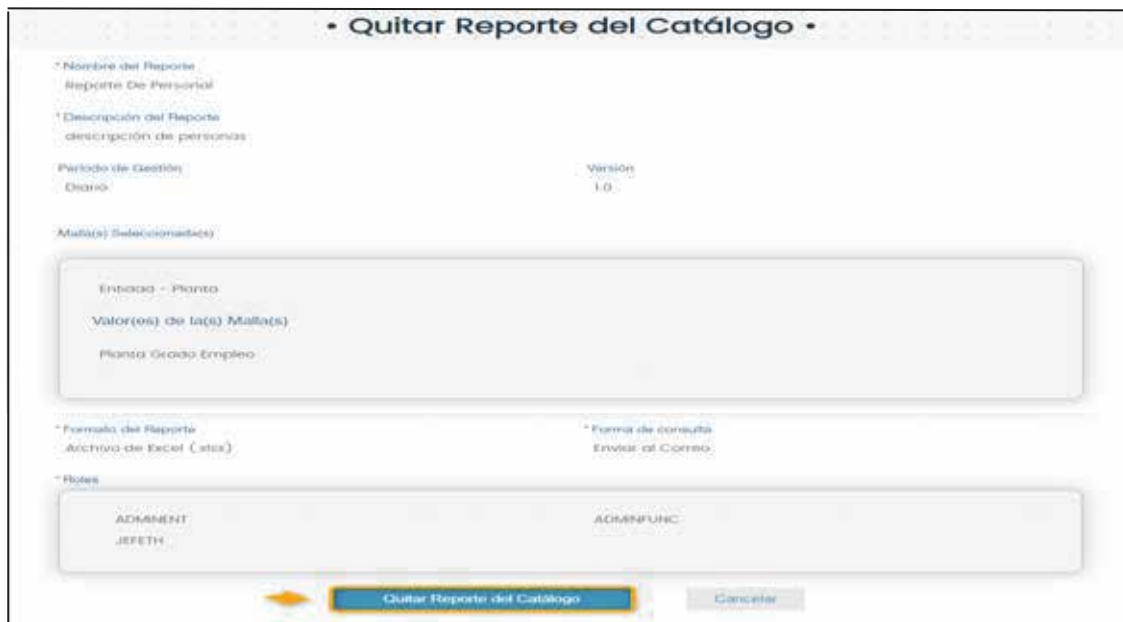 • Quitar Reporte del Catálogo •
* Nombre del Reporte
Reporte De Personal
* Descripción del Reporte
descripción de personas
Periodo de Gestión Versión
Diario 1.0
Malla(s) Seleccionada(s)
Entidad - Planta
Valor(es) de la(s) Malla(s)
Planta Grado Empleo
* Formato del Reporte * Forma de consulta
Archivo de Excel (.xlsx) Enviar al Correo
* Roles
ADMINENT ADMINFUNC
JEFETH
Quitar Reporte del Catálogo Cancelar